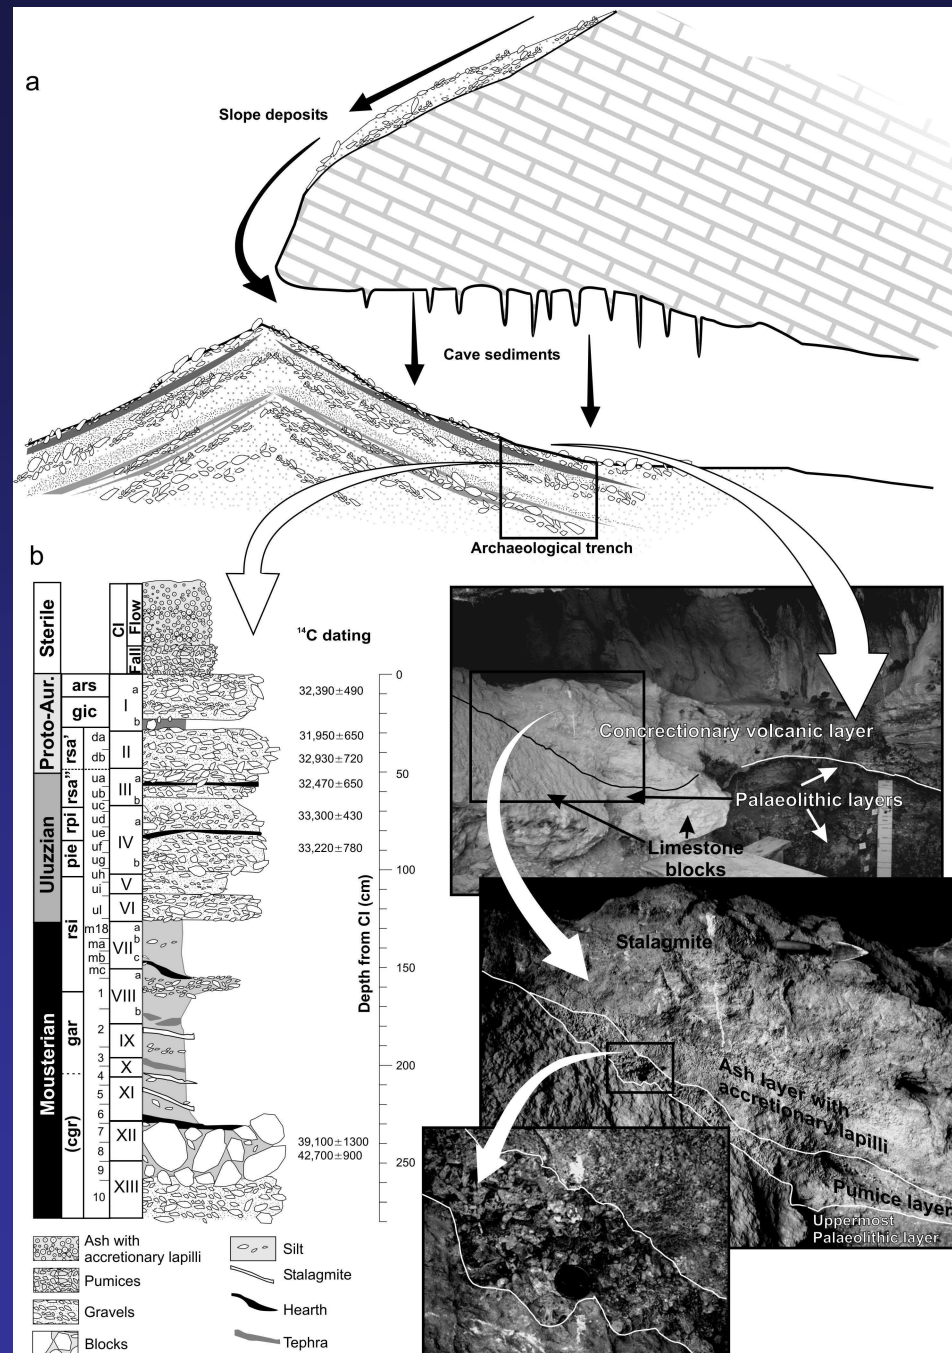 a
Slope deposits
Cave sediments
Archaeological trench
b
Sterile
CI
Flow
Fall
¹⁴C dating
Proto-Aur.
Uluzzian
Mousterian
ars
gic
rsa'
rsa''
rpi
pie
rsi
gar
(cgr)
da
db
ua
ub
uc
ud
ue
uf
ug
uh
ui
ul
m18
ma
mb
mc
1
2
3
4
5
6
7
8
9
10
I
a
b
II
III
a
b
IV
a
b
V
VI
VII
a
b
c
VIII
a
b
IX
X
XI
XII
XIII
32,390±490
31,950±650
32,930±720
32,470±650
33,300±430
33,220±780
39,100±1300
42,700±900
0
50
100
150
200
250
Depth from CI (cm)
Concrectionary volcanic layer
Palaeolithic layers
Limestone
blocks
Stalagmite
Ash layer with
accretionary lapilli
Pumice layer
Uppermost
Palaeolithic layer
Ash with
accretionary lapilli
Pumices
Gravels
Blocks
Silt
Stalagmite
Hearth
Tephra